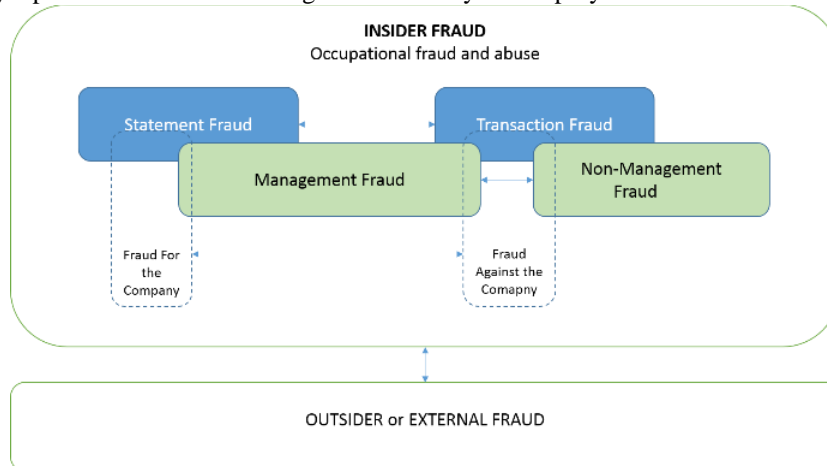 INSIDER FRAUD
Occupational fraud and abuse
Statement Fraud
Transaction Fraud
Management Fraud
Non-Management
Fraud
Fraud For
the
Company
Fraud
Against the
Comapny
OUTSIDER or EXTERNAL FRAUD